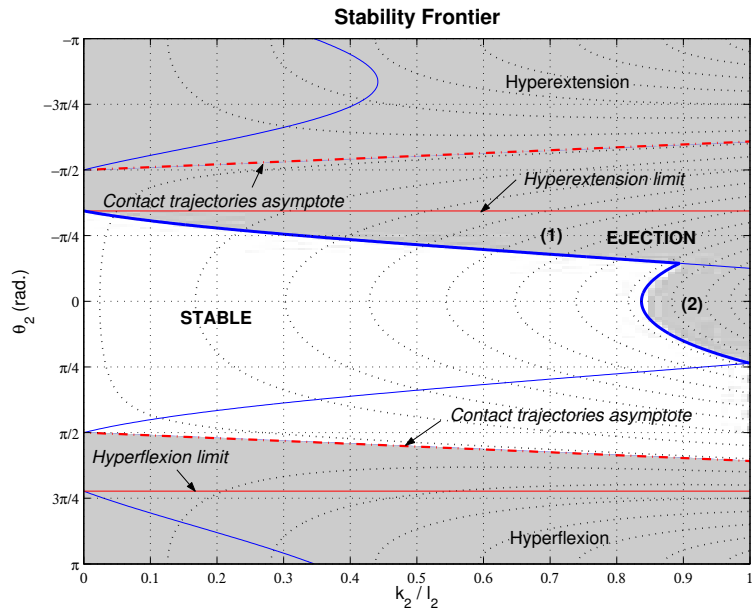 Stability Frontier
−π
Hyperextension
−3π/4
−π/2
Contact trajectories asymptote
Hyperextension limit
−π/4
(1)
EJECTION
θ2 (rad.)
0
STABLE
(2)
π/4
Contact trajectories asymptote
π/2
Hyperflexion limit
3π/4
Hyperflexion
π
0 0.1 0.2 0.3 0.4 0.5 0.6 0.7 0.8 0.9 1
k2 / l2